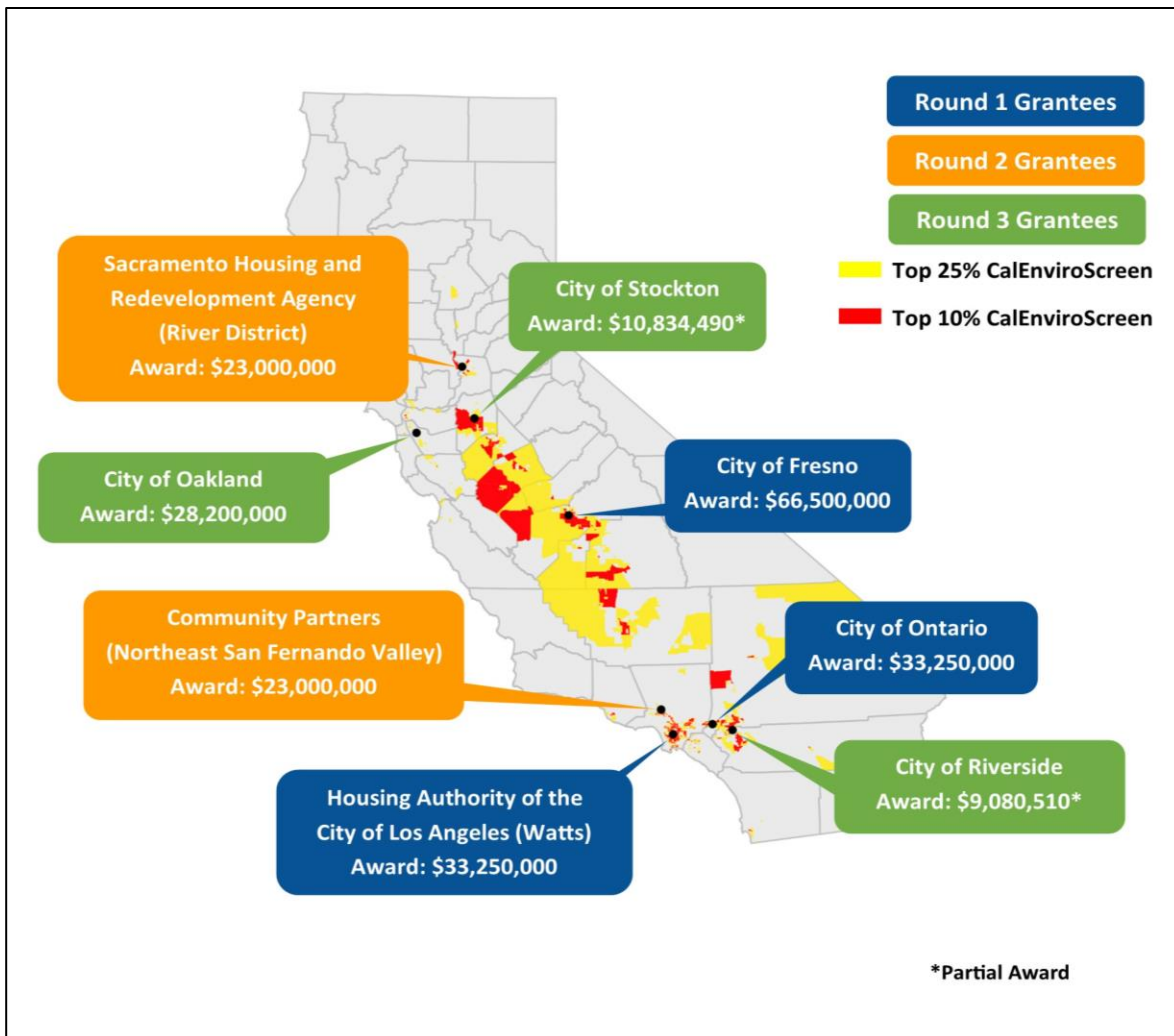 Round 1 Grantees
Round 2 Grantees
Round 3 Grantees
Top 25% CalEnviroScreen
Top 10% CalEnviroScreen
Sacramento Housing and
Redevelopment Agency
(River District)
Award: $23,000,000
City of Stockton
Award: $10,834,490*
City of Oakland
Award: $28,200,000
City of Fresno
Award: $66,500,000
Community Partners
(Northeast San Fernando Valley)
Award: $23,000,000
City of Ontario
Award: $33,250,000
Housing Authority of the
City of Los Angeles (Watts)
Award: $33,250,000
City of Riverside
Award: $9,080,510*
*Partial Award